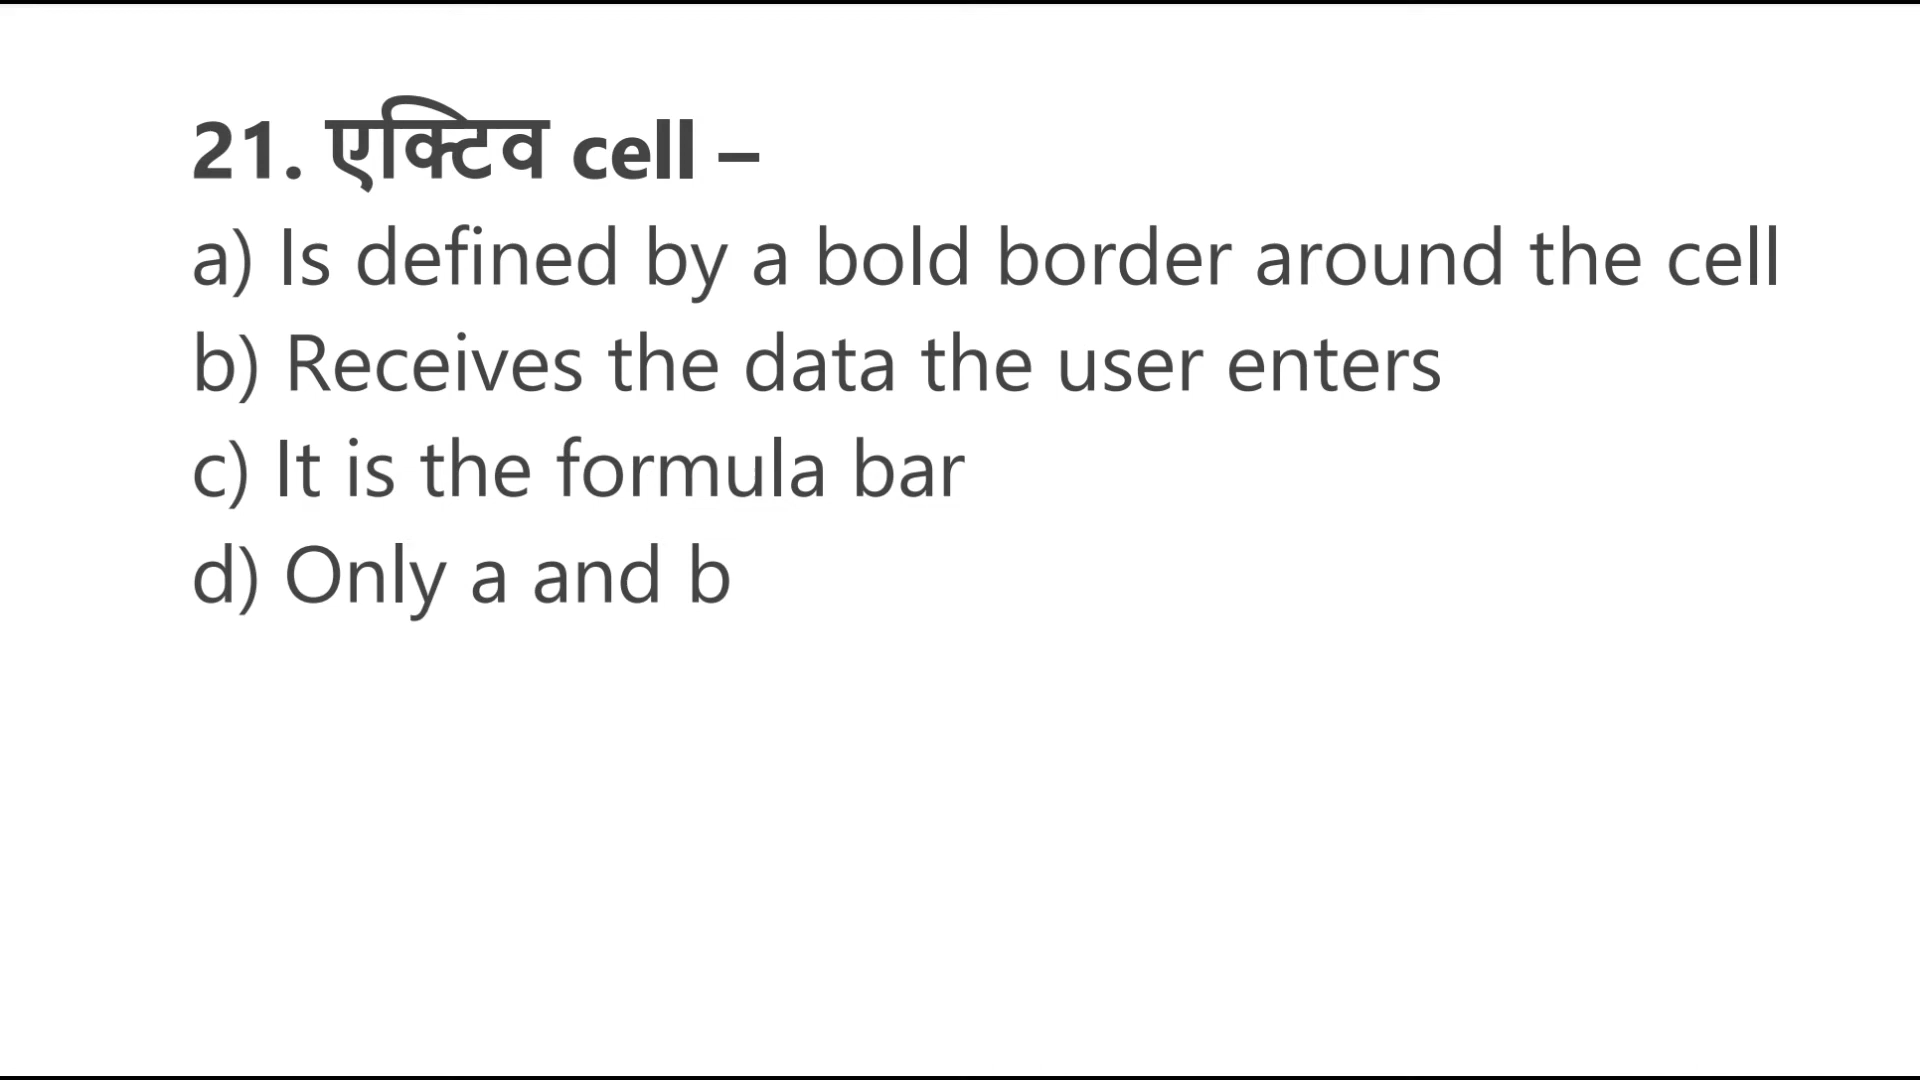 21. एक्टिव cell –
a) Is defined by a bold border around the cell
b) Receives the data the user enters
c) It is the formula bar
d) Only a and b